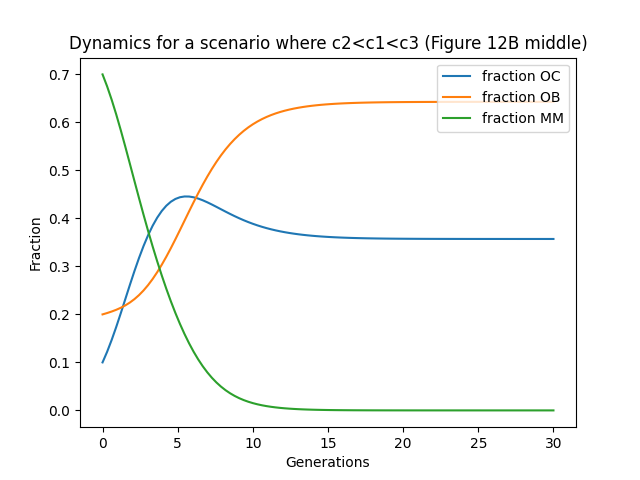 Dynamics for a scenario where c2<c1<c3 (Figure 12B middle)
fraction OC
fraction OB
fraction MM
Fraction
0.7
0.6
0.5
0.4
0.3
0.2
0.1
0.0
0 5 10 15 20 25 30
Generations